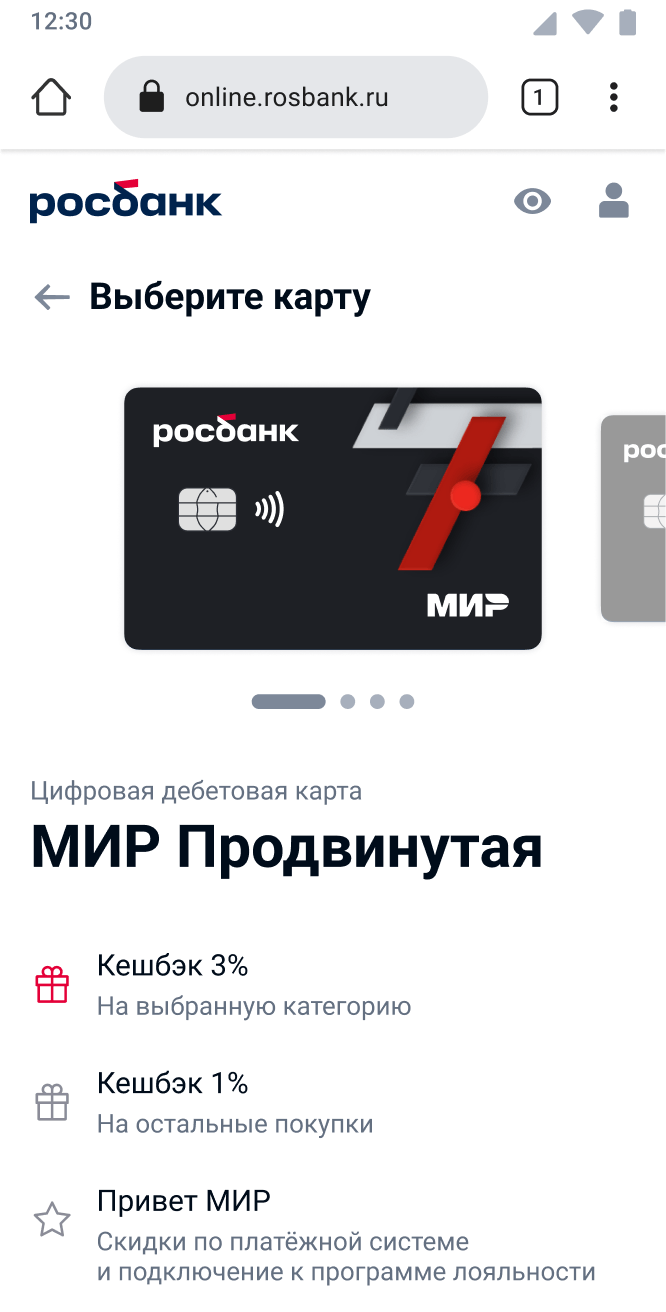 12:30
online.rosbank.ru
1
росбанк
Выберите карту
росбанк
МИР
Цифровая дебетовая карта
МИР Продвинутая
Кешбэк 3%
На выбранную категорию
Кешбэк 1%
На остальные покупки
Привет МИР
Скидки по платёжной системе
и подключение к программе лояльности